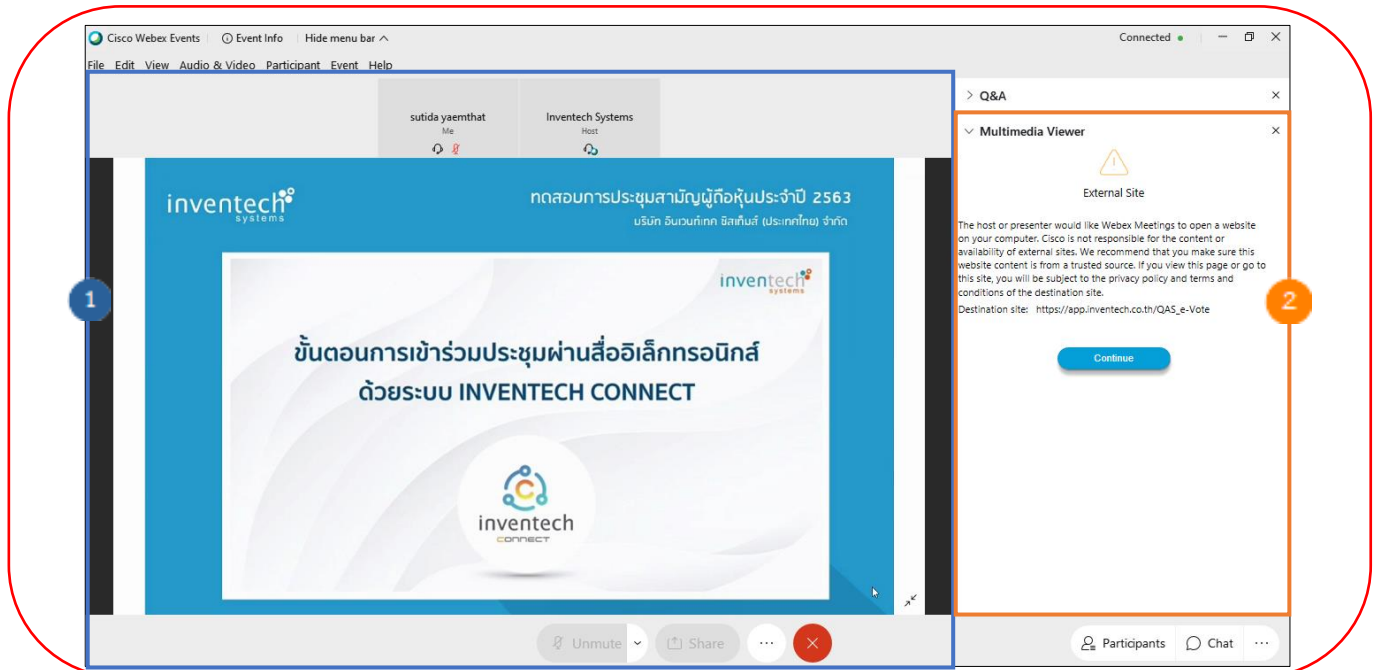 Cisco Webex Events
Event Info
Hide menu bar
Connected
File Edit View Audio & Video Participant Event Help
sutida yaemthat
Me
Inventech Systems
Host
inventech
systems
ทดสอบการประชุมสามัญผู้ถือหุ้นประจำปี 2563
บริษัท อินเวนท์เทค ซิสเท็มส์ (ประเทศไทย) จำกัด
inventech
systems
ขั้นตอนการเข้าร่วมประชุมผ่านสื่ออิเล็กทรอนิกส์
ด้วยระบบ INVENTECH CONNECT
inventech
CONNECT
1
Unmute
Share
Q&A
Multimedia Viewer
External Site
The host or presenter would like Webex Meetings to open a website
on your computer. Cisco is not responsible for the content or
availability of external sites. We recommend that you make sure this
website content is from a trusted source. If you view this page or go to
this site, you will be subject to the privacy policy and terms and
conditions of the destination site.
Destination site: https://app.inventech.co.th/QAS_e-Vote
2
Continue
Participants
Chat